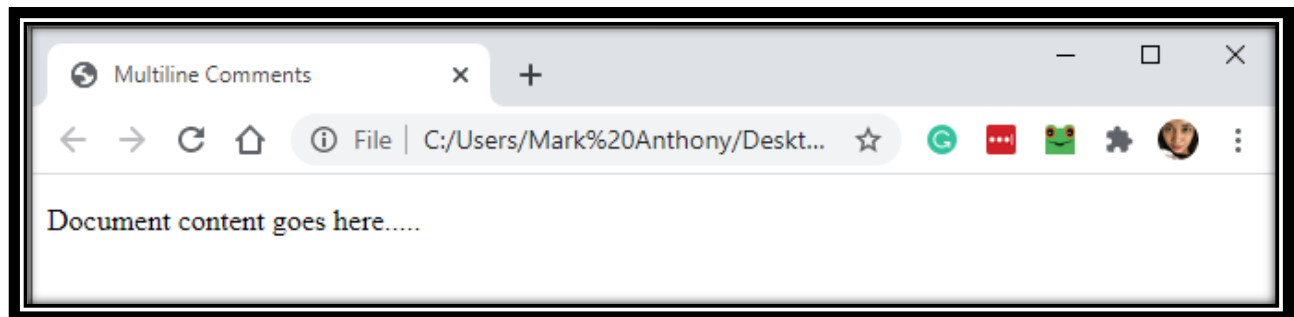 Multiline Comments
File | C:/Users/Mark%20Anthony/Deskt...
Document content goes here.....